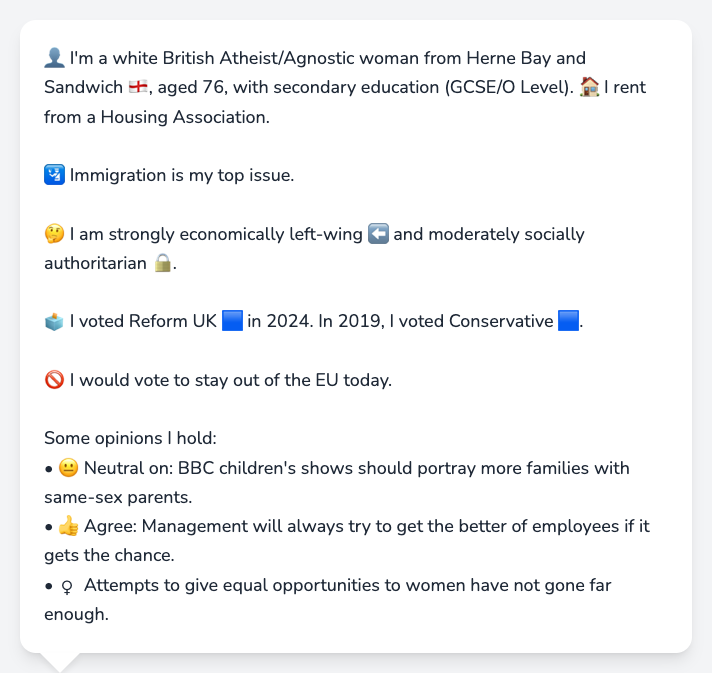 👤 I'm a white British Atheist/Agnostic woman from Herne Bay and
Sandwich 🏴󠁧󠁢󠁥󠁮󠁧󠁿, aged 76, with secondary education (GCSE/O Level). 🏠 I rent
from a Housing Association.
🛂 Immigration is my top issue.
🤔 I am strongly economically left-wing ⬅️ and moderately socially
authoritarian 🔒.
🗳️ I voted Reform UK 🟦 in 2024. In 2019, I voted Conservative 🟦.
🚫 I would vote to stay out of the EU today.
Some opinions I hold:
• 😐 Neutral on: BBC children's shows should portray more families with
same-sex parents.
• 👍 Agree: Management will always try to get the better of employees if it
gets the chance.
• ♀ Attempts to give equal opportunities to women have not gone far
enough.